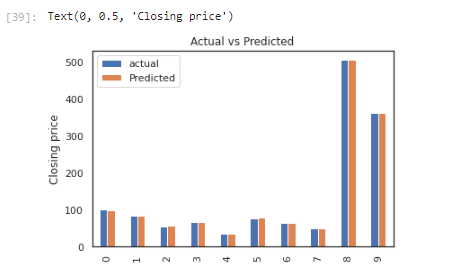 [39]: Text(0, 0.5, 'Closing price')
Actual vs Predicted
actual
Predicted
Closing price
500
400
300
200
100
0
0 1 2 3 4 5 6 7 8 9